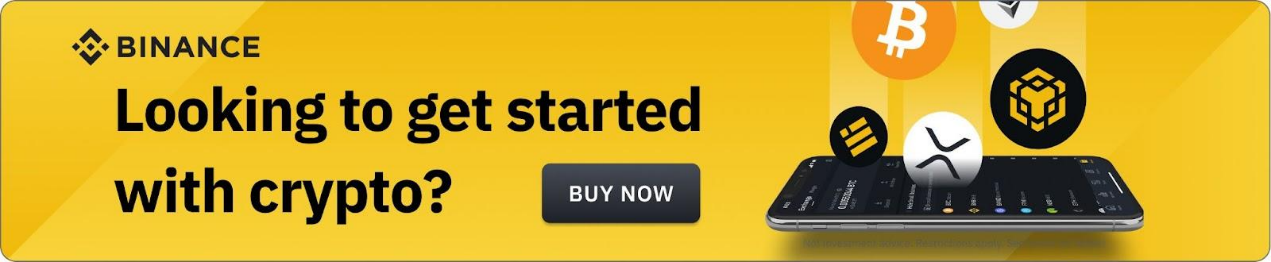 BINANCE
Looking to get started
with crypto?
BUY NOW